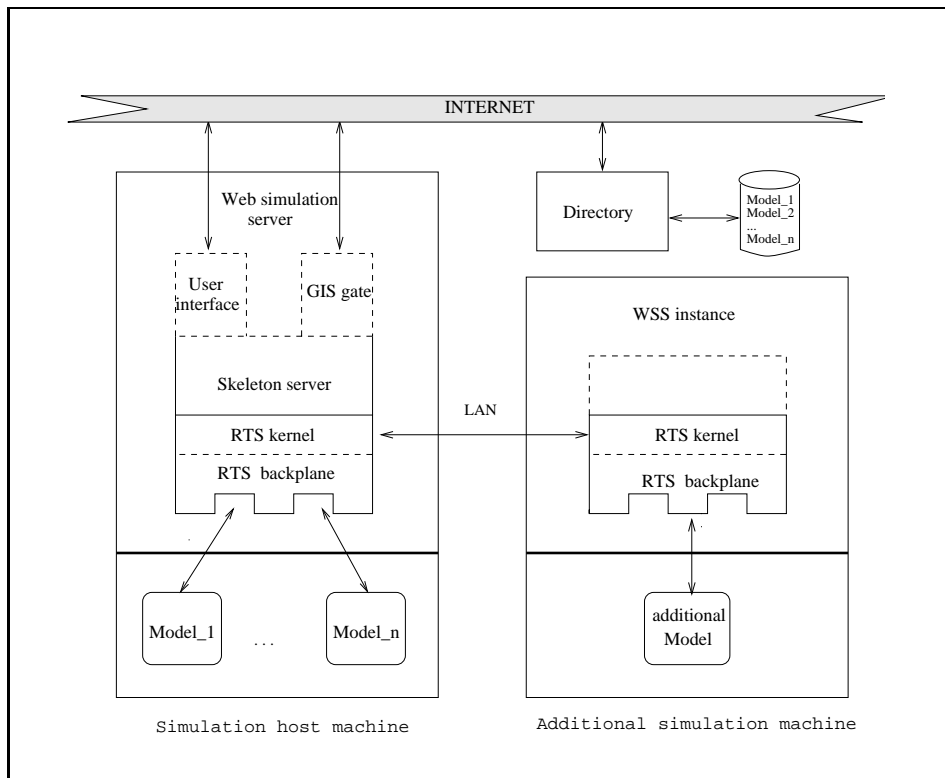 INTERNET
Web simulation
server
User
interface
GIS gate
Skeleton server
RTS kernel
RTS backplane
Model_1
...
Model_n
Simulation host machine
LAN
Directory
Model_1
Model_2
...
Model_n
WSS instance
RTS kernel
RTS backplane
additional
Model
Additional simulation machine